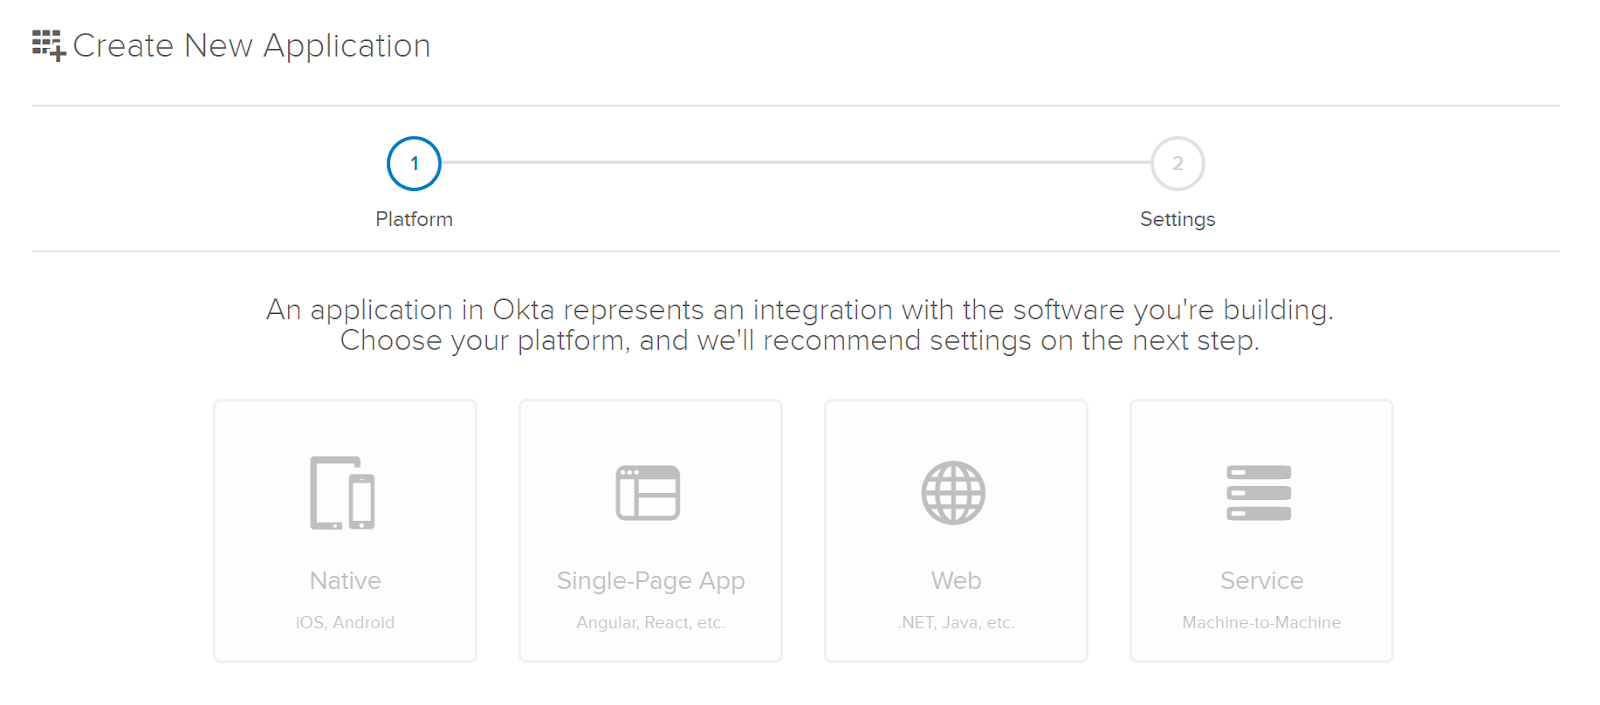 Create New Application
1
2
Platform
Settings
An application in Okta represents an integration with the software you're building.
Choose your platform, and we'll recommend settings on the next step.
Native
Single-Page App
Web
Service
iOS, Android
Angular, React, etc.
.NET, Java, etc.
Machine-to-Machine